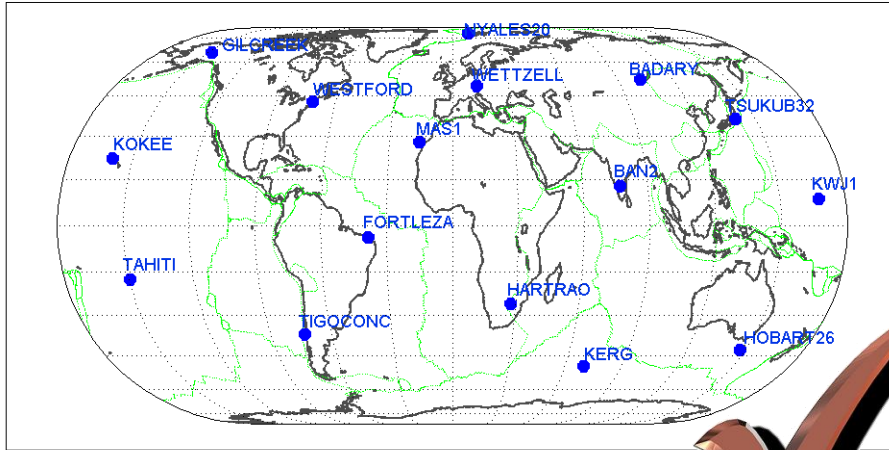 NYALES20
GILCREEK
WETTZELL
BADARY
WESTFORD
TSUKUB32
MAS1
KOKEE
BAN2
KWJ1
FORTLEZA
TAHITI
HARTRAO
TIGOCONC
HOBART26
KERG